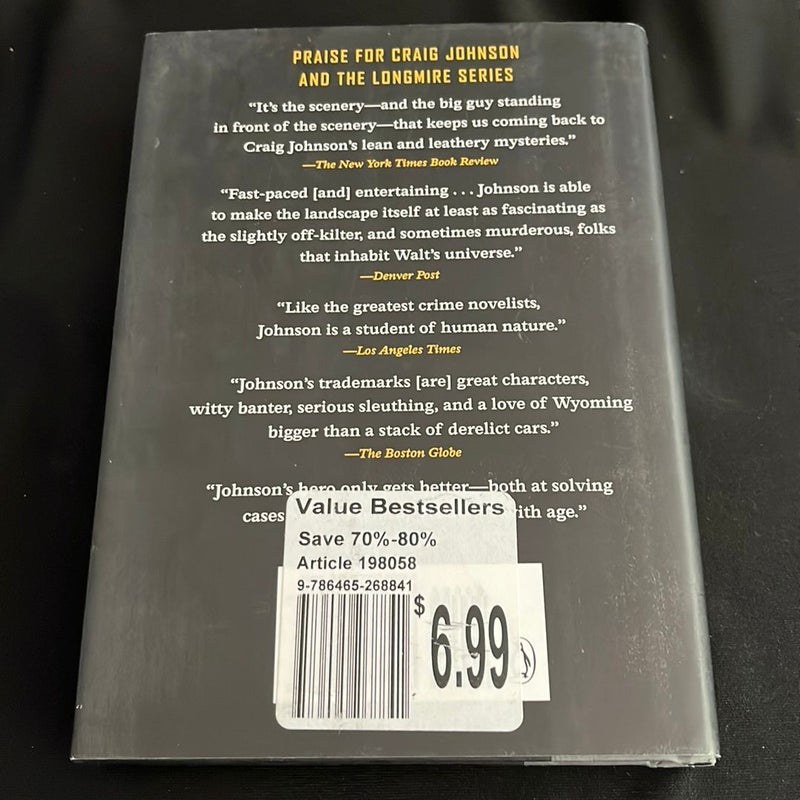 PRAISE FOR CRAIG JOHNSON
AND THE LONGMIRE SERIES
“It’s the scenery—and the big guy standing
in front of the scenery—that keeps us coming back to
Craig Johnson’s lean and leathery mysteries.”
—The New York Times Book Review
“Fast-paced [and] entertaining . . . Johnson is able
to make the landscape itself at least as fascinating as
the slightly off-kilter, and sometimes murderous, folks
that inhabit Walt’s universe.”
—Denver Post
“Like the greatest crime novelists,
Johnson is a student of human nature.”
—Los Angeles Times
“Johnson’s trademarks [are] great characters,
witty banter, serious sleuthing, and a love of Wyoming
bigger than a stack of derelict cars.”
—The Boston Globe
“Johnson’s hero only gets better—both at solving
cases with age.”
Value Bestsellers
Save 70%-80%
Article 198058
9-786465-268841
$6.99